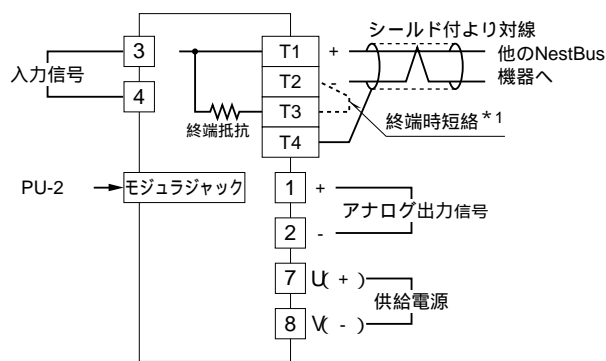 シールド付より対線
3
T1
+
他のNestBus
機器へ
入力信号
T2
4
T3
終端抵抗
終端時短絡*1
T4
PU-2
モジュラジャック
1
+
アナログ出力信号
2
-
7
U( + )
供給電源
8
V( - )